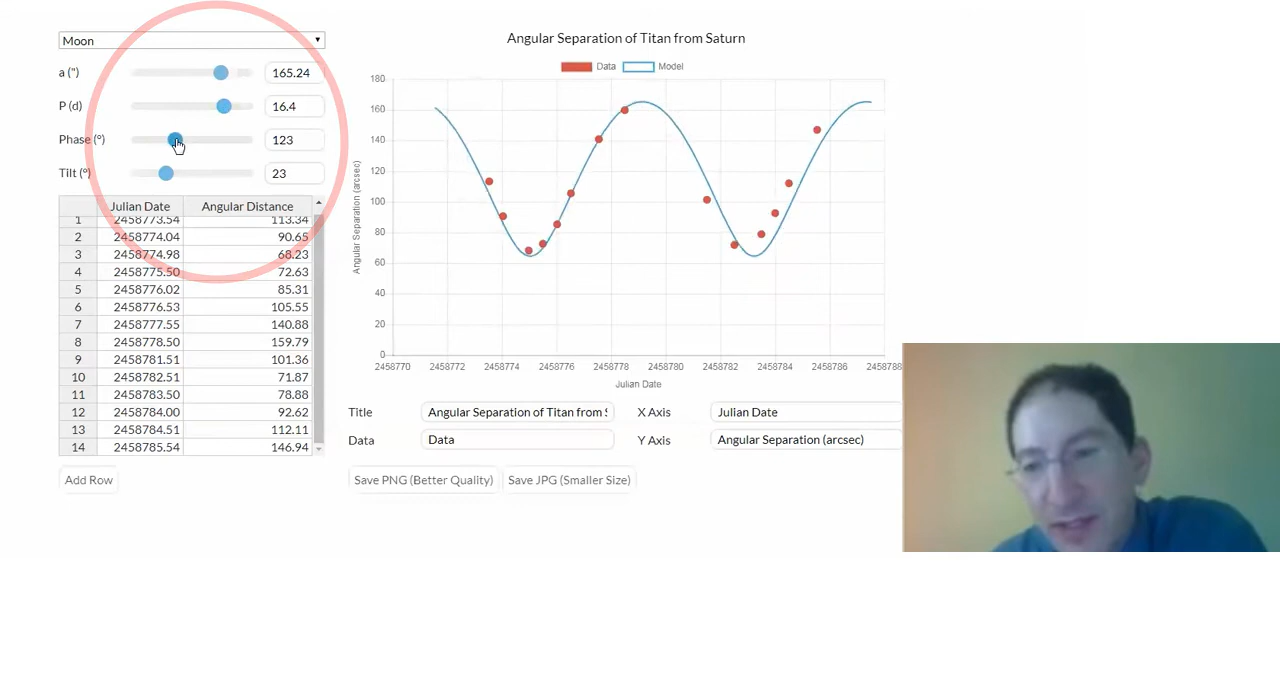 Moon
a (") 165.24
P (d) 16.4
Phase (°) 123
Tilt (°) 23
Julian Date Angular Distance
1 2458773.54 113.34
2 2458774.04 90.65
3 2458774.98 68.23
4 2458775.50 72.63
5 2458776.02 85.31
6 2458776.53 105.55
7 2458777.55 140.88
8 2458778.50 159.79
9 2458781.51 101.36
10 2458782.51 71.87
11 2458783.50 78.88
12 2458784.00 92.62
13 2458784.51 112.11
14 2458785.54 146.94
Add Row
Angular Separation of Titan from Saturn
Data Model
180
160
140
120
100
80
60
40
20
0
Angular Separation (arcsec)
2458770 2458772 2458774 2458776 2458778 2458780 2458782 2458784 2458786 2458788
Julian Date
Title Angular Separation of Titan from S X Axis Julian Date
Data Data Y Axis Angular Separation (arcsec)
Save PNG (Better Quality) Save JPG (Smaller Size)